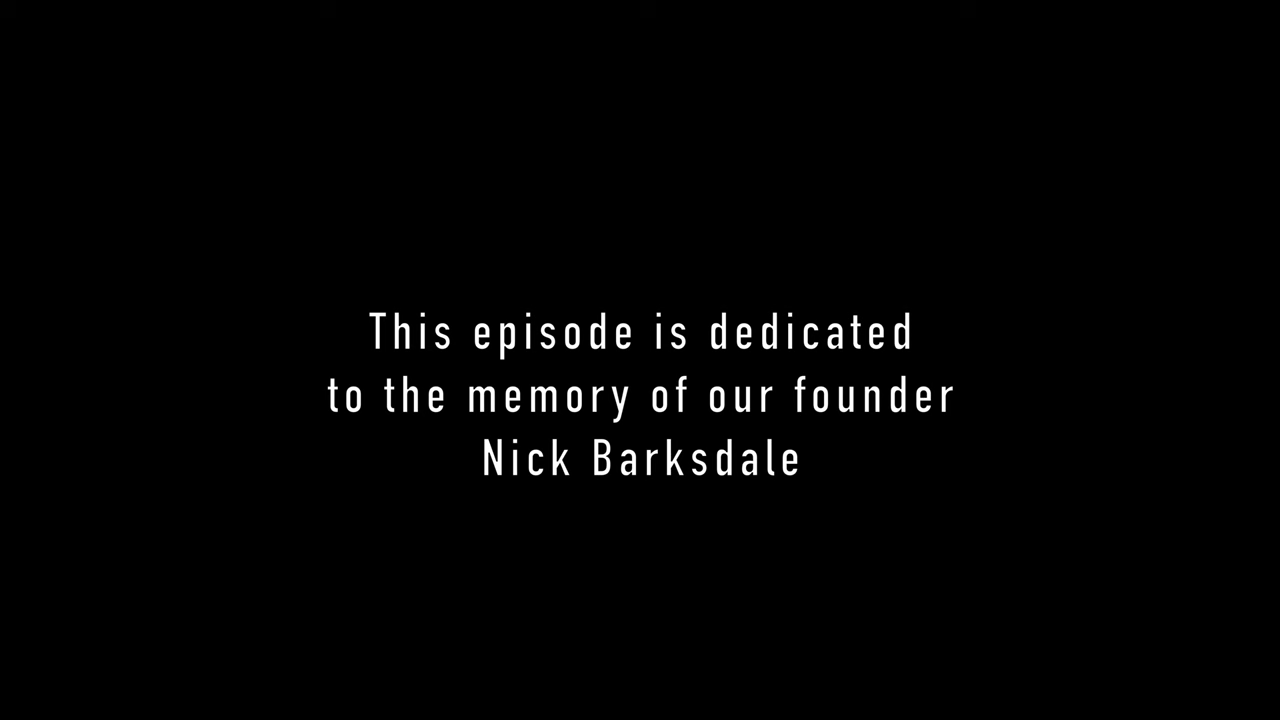 This episode is dedicated
to the memory of our founder
Nick Barksdale